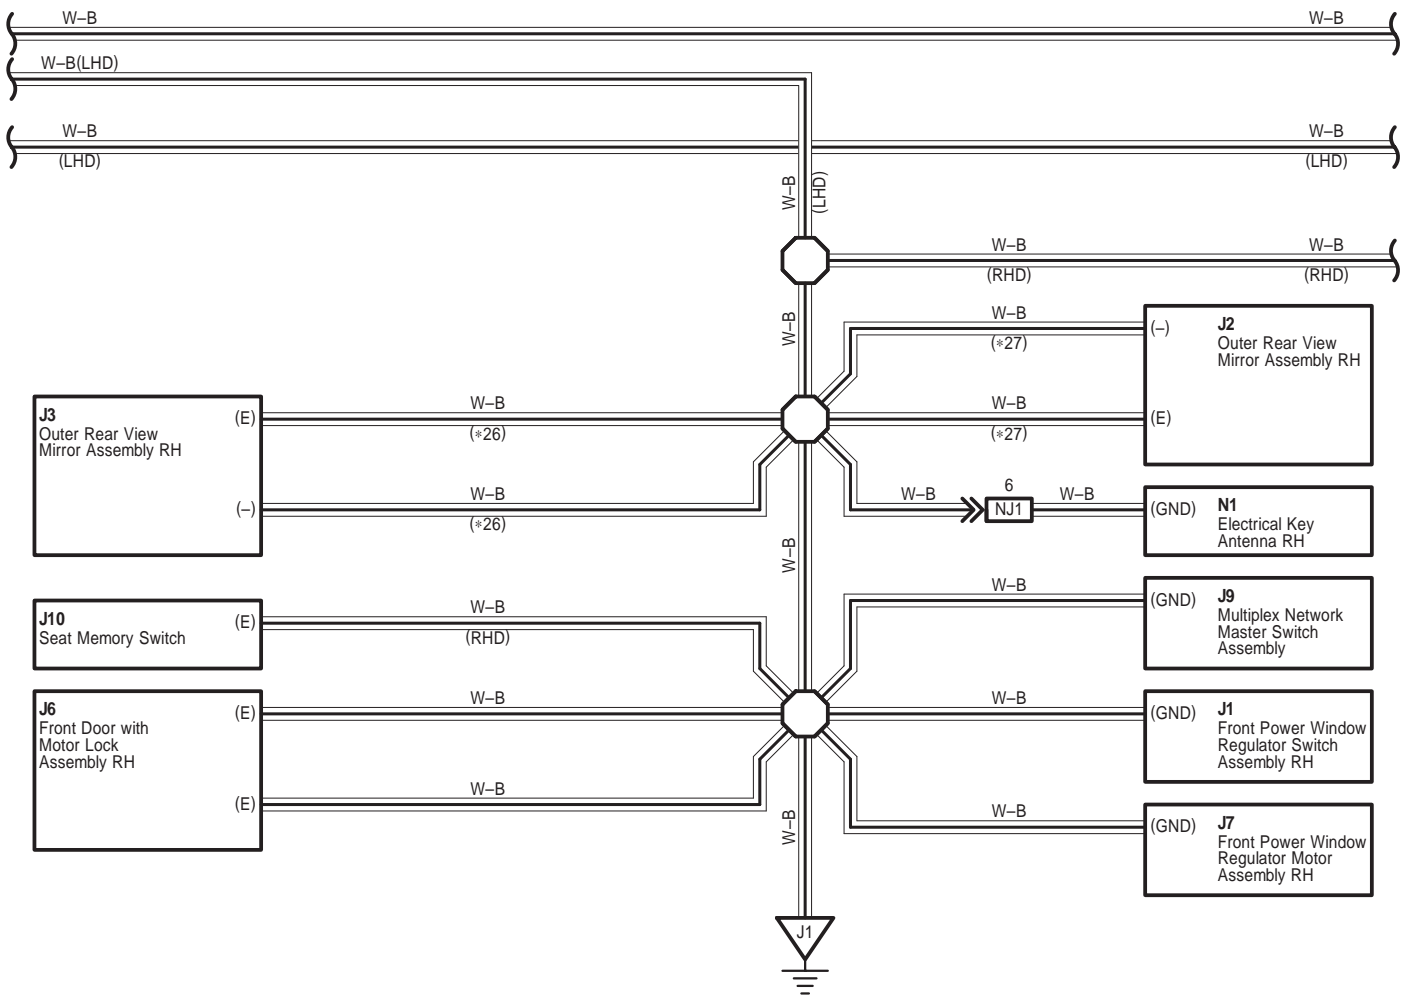 W–B
W–B
W–B(LHD)
W–B
(LHD)
W–B
(LHD)
W–B
(LHD)
W–B
(RHD)
W–B
(RHD)
W–B
W–B
(∗27)
(–)
J2
Outer Rear View
Mirror Assembly RH
W–B
(∗27)
(E)
J3
Outer Rear View
Mirror Assembly RH
(E)
W–B
(∗26)
(–)
W–B
(∗26)
W–B
6
NJ1
W–B
(GND)
N1
Electrical Key
Antenna RH
W–B
W–B
(GND)
J9
Multiplex Network
Master Switch
Assembly
J10
Seat Memory Switch
(E)
W–B
(RHD)
J6
Front Door with
Motor Lock
Assembly RH
(E)
W–B
(E)
W–B
W–B
(GND)
J1
Front Power Window
Regulator Switch
Assembly RH
W–B
W–B
(GND)
J7
Front Power Window
Regulator Motor
Assembly RH
J1